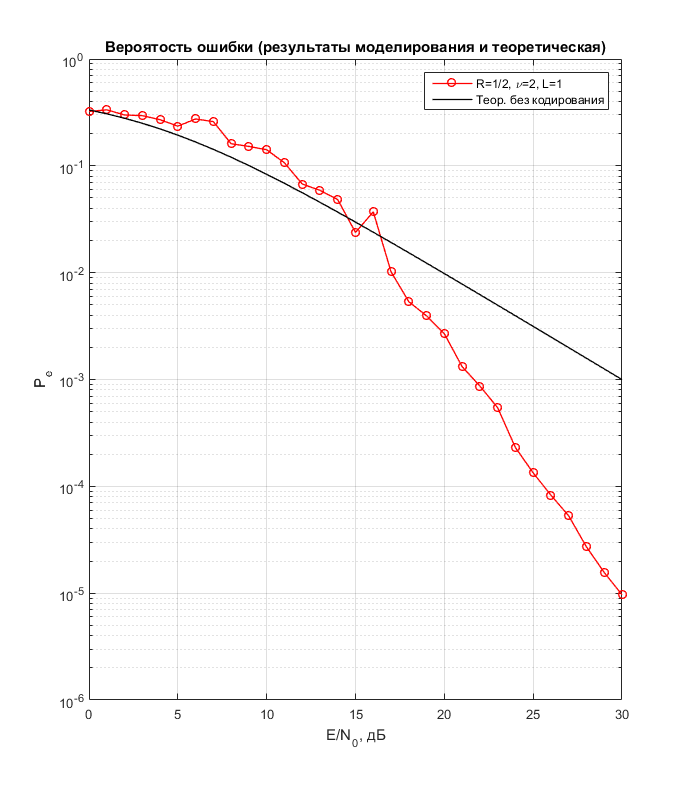 Вероятость ошибки (результаты моделирования и теоретическая)
R=1/2, ν=2, L=1
Теор. без кодирования
10^0
10^-1
10^-2
10^-3
10^-4
10^-5
10^-6
P_e
0 5 10 15 20 25 30
E/N_0, дБ